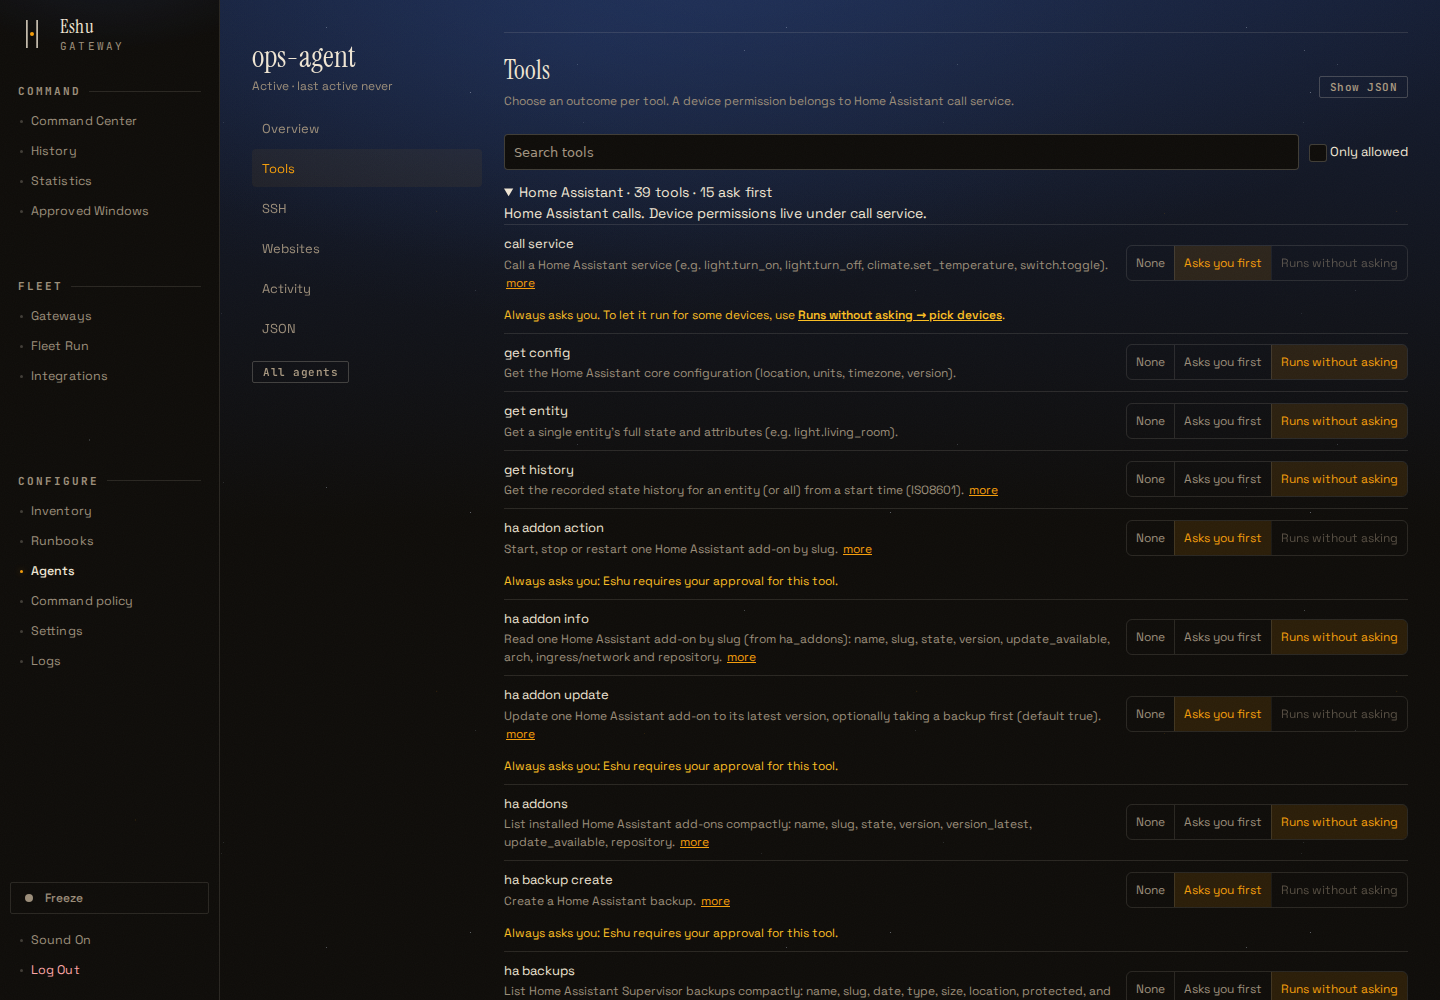 Eshu
GATEWAY
COMMAND
Command Center
History
Statistics
Approved Windows
FLEET
Gateways
Fleet Run
Integrations
CONFIGURE
Inventory
Runbooks
Agents
Command policy
Settings
Logs
Freeze
Sound On
Log Out
ops-agent
Active · last active never
Overview
Tools
SSH
Websites
Activity
JSON
All agents
Tools
Choose an outcome per tool. A device permission belongs to Home Assistant call service.
Show JSON
Search tools
Only allowed
▼ Home Assistant · 39 tools · 15 ask first
Home Assistant calls. Device permissions live under call service.
call service
Call a Home Assistant service (e.g. light.turn_on, light.turn_off, climate.set_temperature, switch.toggle).
more
None Asks you first Runs without asking
Always asks you. To let it run for some devices, use Runs without asking → pick devices.
get config
Get the Home Assistant core configuration (location, units, timezone, version).
None Asks you first Runs without asking
get entity
Get a single entity's full state and attributes (e.g. light.living_room).
None Asks you first Runs without asking
get history
Get the recorded state history for an entity (or all) from a start time (ISO8601). more
None Asks you first Runs without asking
ha addon action
Start, stop or restart one Home Assistant add-on by slug. more
None Asks you first Runs without asking
Always asks you: Eshu requires your approval for this tool.
ha addon info
Read one Home Assistant add-on by slug (from ha_addons): name, slug, state, version, update_available,
arch, ingress/network and repository. more
None Asks you first Runs without asking
ha addon update
Update one Home Assistant add-on to its latest version, optionally taking a backup first (default true).
more
None Asks you first Runs without asking
Always asks you: Eshu requires your approval for this tool.
ha addons
List installed Home Assistant add-ons compactly: name, slug, state, version, version_latest,
update_available, repository. more
None Asks you first Runs without asking
ha backup create
Create a Home Assistant backup. more
None Asks you first Runs without asking
Always asks you: Eshu requires your approval for this tool.
ha backups
List Home Assistant Supervisor backups compactly: name, slug, date, type, size, location, protected, and
None Asks you first Runs without asking